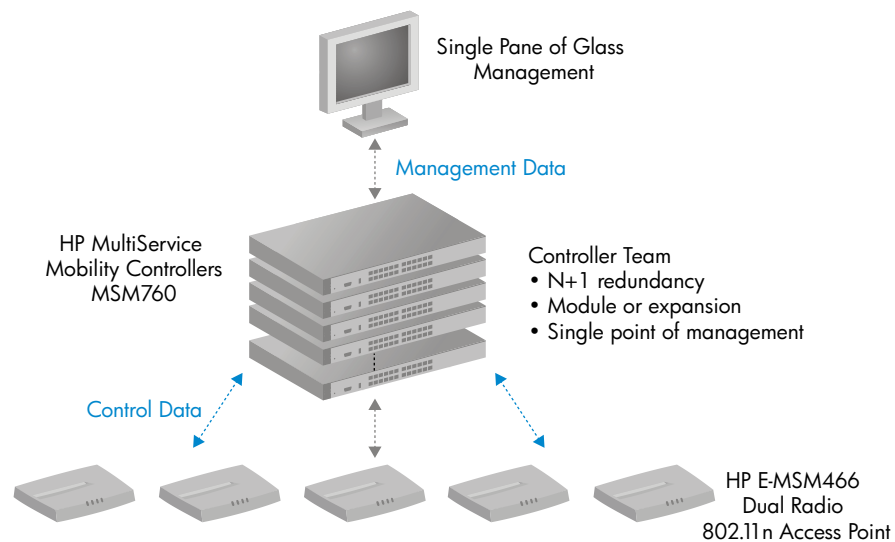 Single Pane of Glass
Management
Management Data
HP MultiService
Mobility Controllers
MSM760
Controller Team
• N+1 redundancy
• Module or expansion
• Single point of management
Control Data
HP E-MSM466
Dual Radio
802.11n Access Point